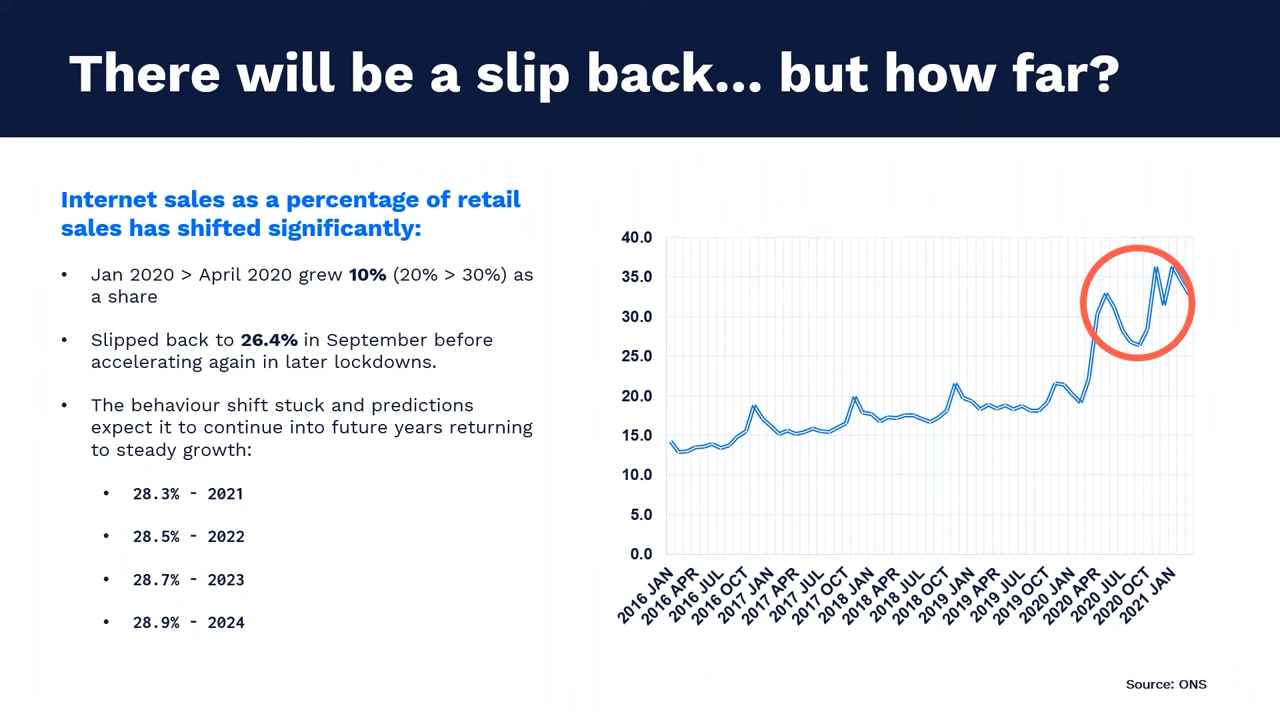 There will be a slip back... but how far?
Internet sales as a percentage of retail
sales has shifted significantly:
• Jan 2020 > April 2020 grew 10% (20% > 30%) as
a share
• Slipped back to 26.4% in September before
accelerating again in later lockdowns.
• The behaviour shift stuck and predictions
expect it to continue into future years returning
to steady growth:
• 28.3% - 2021
• 28.5% - 2022
• 28.7% - 2023
• 28.9% - 2024
40.0
35.0
30.0
25.0
20.0
15.0
10.0
5.0
0.0
2016 JAN
2016 APR
2016 JUL
2016 OCT
2017 JAN
2017 APR
2017 JUL
2017 OCT
2018 JAN
2018 APR
2018 JUL
2018 OCT
2019 JAN
2019 APR
2019 JUL
2019 OCT
2020 JAN
2020 APR
2020 JUL
2020 OCT
2021 JAN
Source: ONS